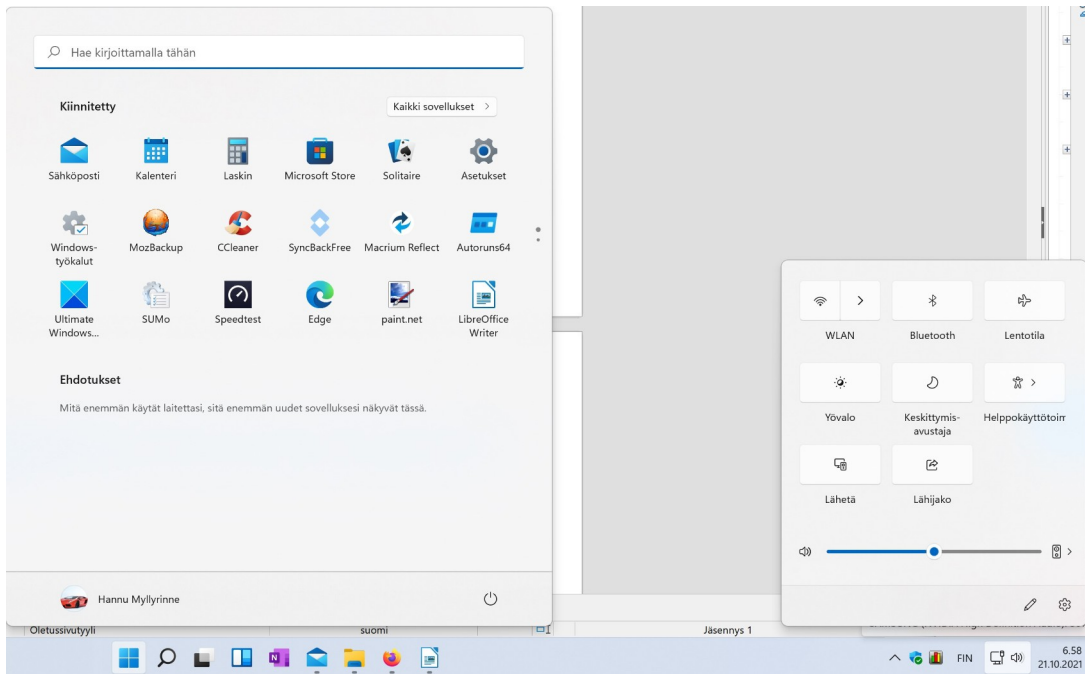 Hae kirjoittamalla tähän
Kiinnitetty
Kaikki sovellukset
Sähköposti
Kalenteri
Laskin
Microsoft Store
Solitaire
Asetukset
Windows-
työkalut
MozBackup
CCleaner
SyncBackFree
Macrium Reflect
Autoruns64
Ultimate
Windows...
SUMo
Speedtest
Edge
paint.net
LibreOffice
Writer
Ehdotukset
Mitä enemmän käytät laitettasi, sitä enemmän uudet sovelluksesi näkyvät tässä.
Hannu Myllyrinne
WLAN
Bluetooth
Lentotila
Yövalo
Keskittymis-
avustaja
Helppokäyttötoim
Lähetä
Lähijako
Oletussivutyyli
suomi
Jäsennys 1
FIN
6.58
21.10.2021